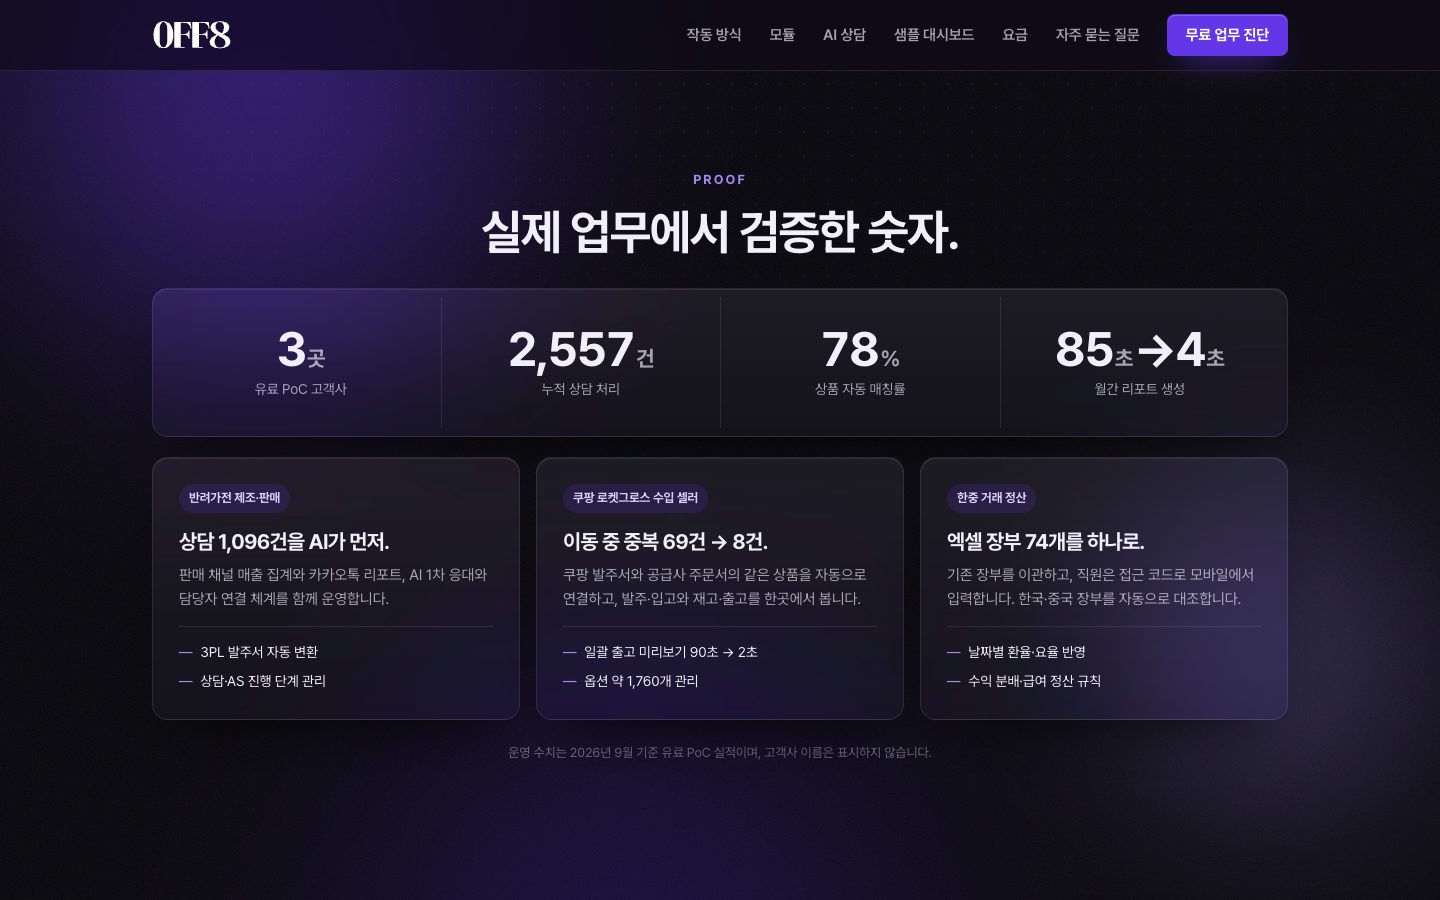 OFF8
작동 방식
모듈
AI 상담
샘플 대시보드
요금
자주 묻는 질문
무료 업무 진단
PROOF
실제 업무에서 검증한 숫자.
3곳
유료 PoC 고객사
2,557건
누적 상담 처리
78%
상품 자동 매칭률
85초→4초
월간 리포트 생성
반려가전 제조·판매
상담 1,096건을 AI가 먼저.
판매 채널 매출 집계와 카카오톡 리포트, AI 1차 응대와
담당자 연결 체계를 함께 운영합니다.
— 3PL 발주서 자동 변환
— 상담·AS 진행 단계 관리
쿠팡 로켓그로스 수입 셀러
이동 중 중복 69건 → 8건.
쿠팡 발주서와 공급사 주문서의 같은 상품을 자동으로
연결하고, 발주·입고와 재고·출고를 한곳에서 봅니다.
— 일괄 출고 미리보기 90초 → 2초
— 옵션 약 1,760개 관리
한중 거래 정산
엑셀 장부 74개를 하나로.
기존 장부를 이관하고, 직원은 접근 코드로 모바일에서
입력합니다. 한국·중국 장부를 자동으로 대조합니다.
— 날짜별 환율·요율 반영
— 수익 분배·급여 정산 규칙
운영 수치는 2026년 9월 기준 유료 PoC 실적이며, 고객사 이름은 표시하지 않습니다.